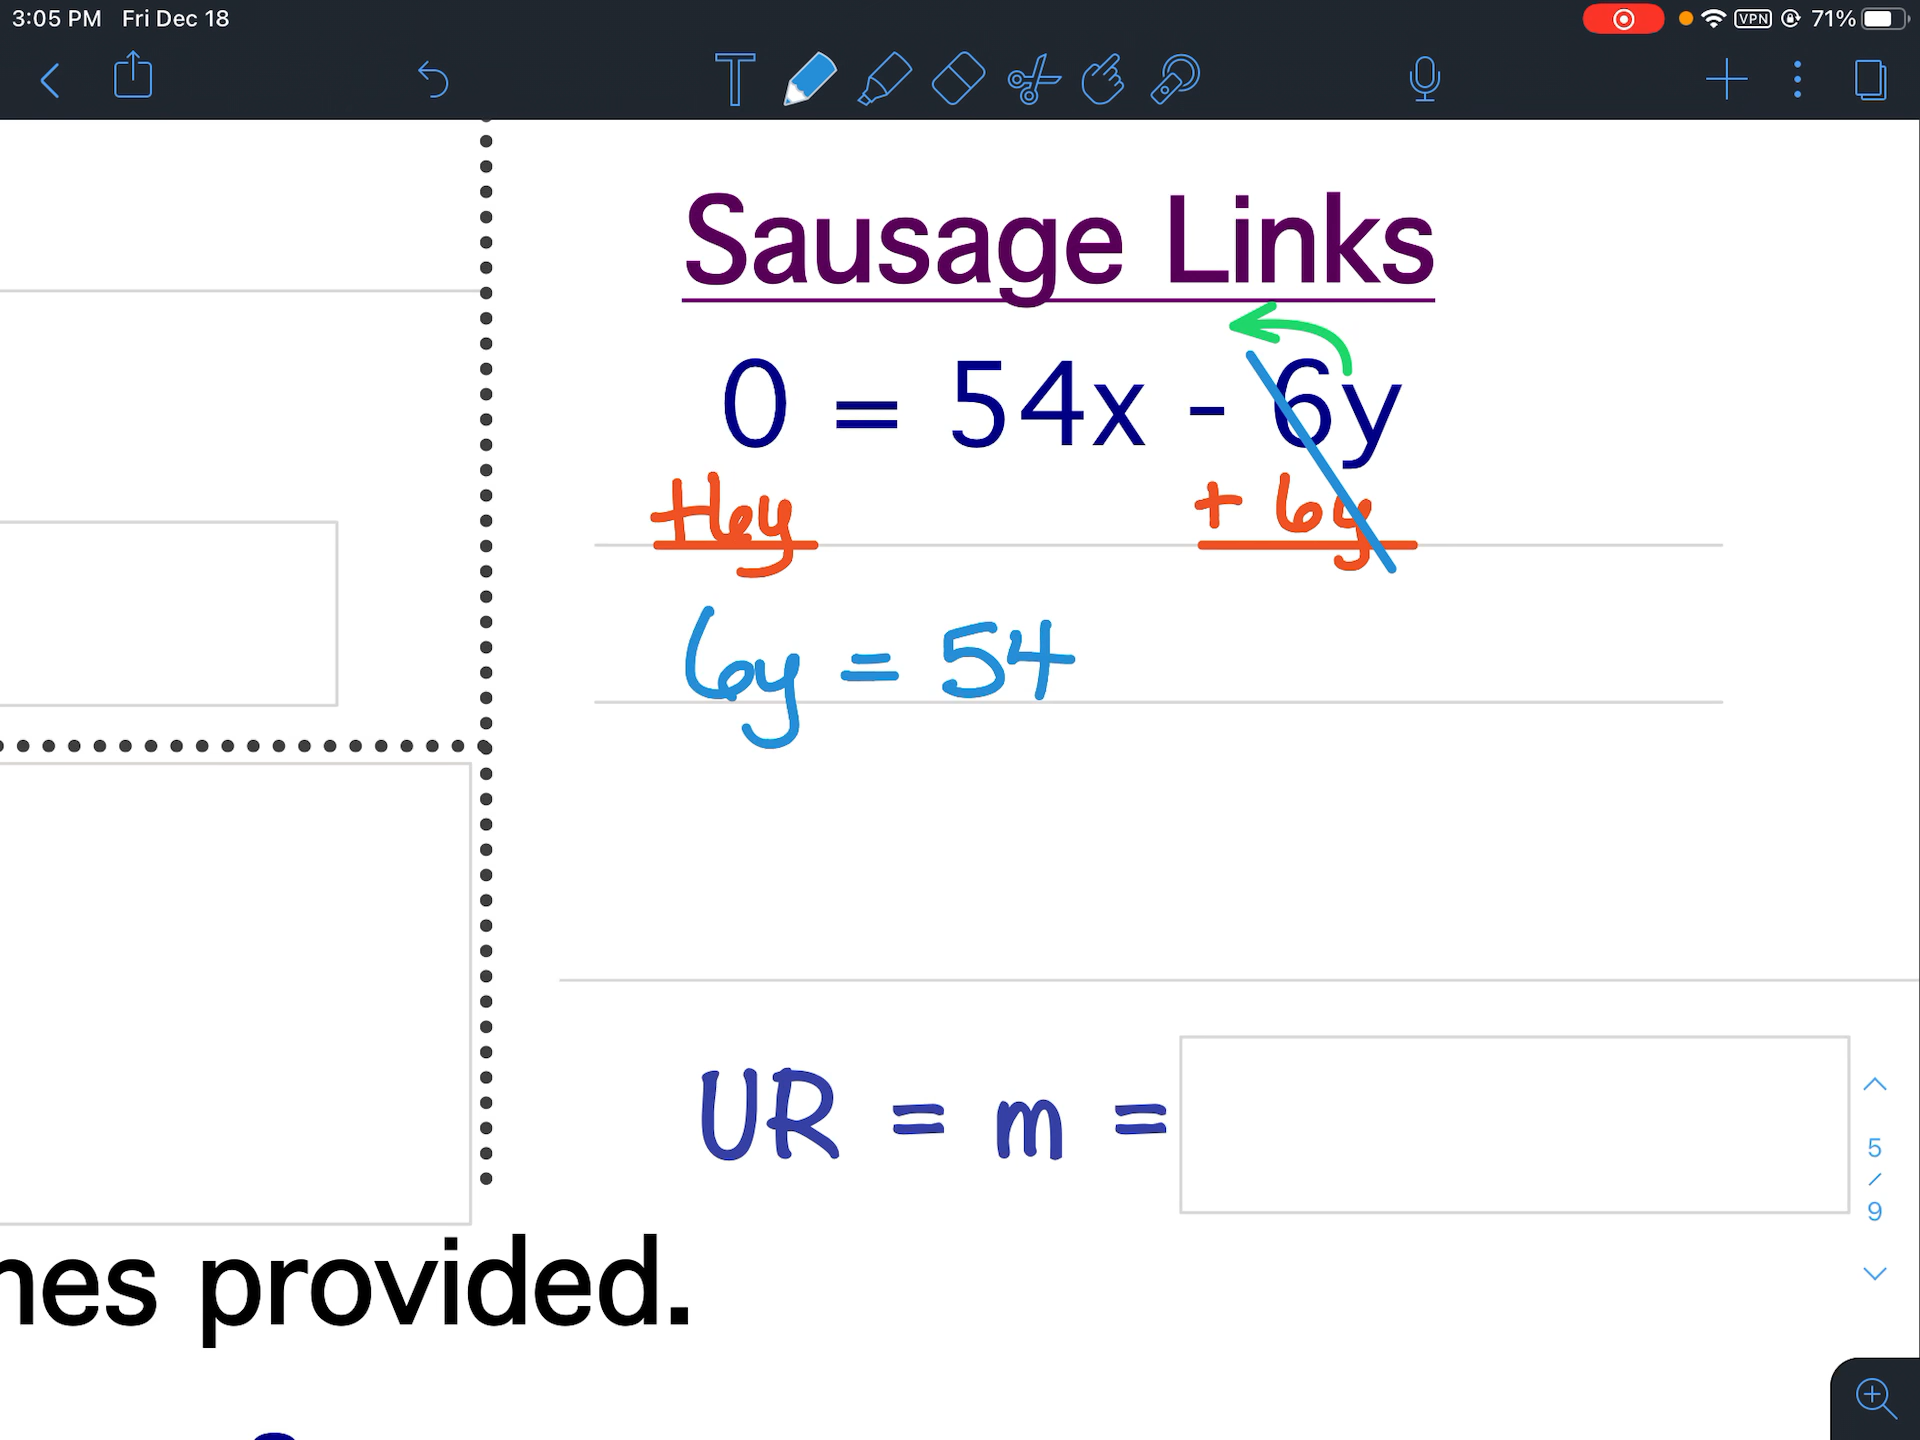 3:05 PM Fri Dec 18
VPN 71%
T
Sausage Links
0 = 54x - 6y
+6y + 6y
6y = 54
UR = m =
5
/
9
nes provided.